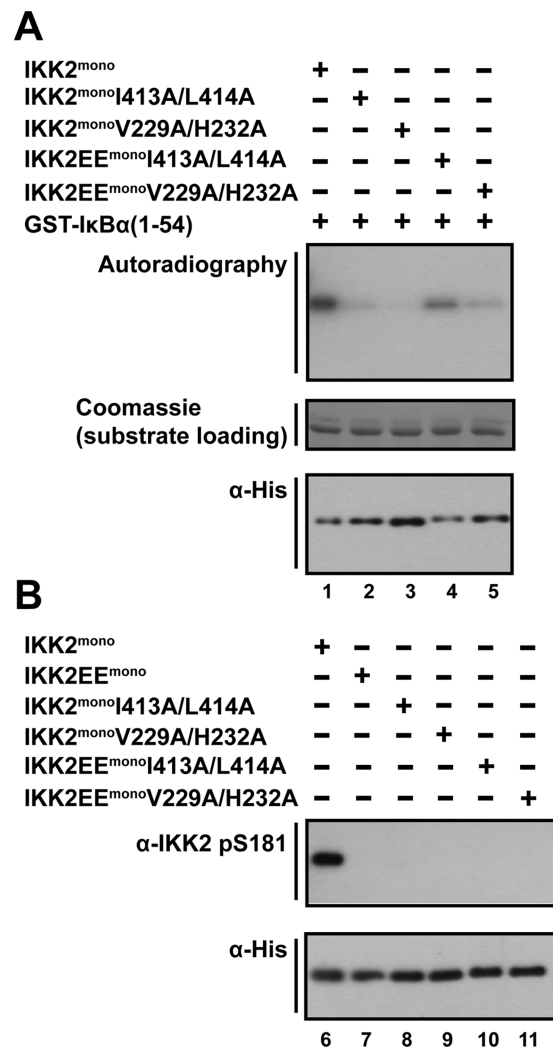 A
IKK2mono + − − − −
IKK2monoI413A/L414A − + − − −
IKK2monoV229A/H232A − − + − −
IKK2EEmonoI413A/L414A − − − + −
IKK2EEmonoV229A/H232A − − − − +
GST-IκBα(1-54) + + + + +
Autoradiography
Coomassie
(substrate loading)
α-His
1 2 3 4 5
B
IKK2mono + − − − − −
IKK2EEmono − + − − − −
IKK2monoI413A/L414A − − + − − −
IKK2monoV229A/H232A − − − + − −
IKK2EEmonoI413A/L414A − − − − + −
IKK2EEmonoV229A/H232A − − − − − +
α-IKK2 pS181
α-His
6 7 8 9 10 11